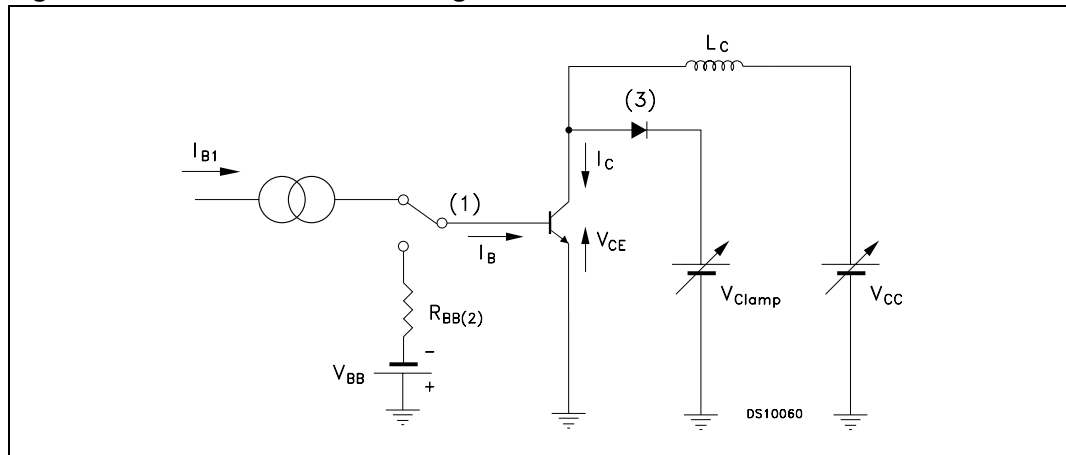 L_C
(3)
I_B1
I_C
(1)
I_B
V_CE
V_Clamp
V_CC
R_BB(2)
-
V_BB
+
DS10060